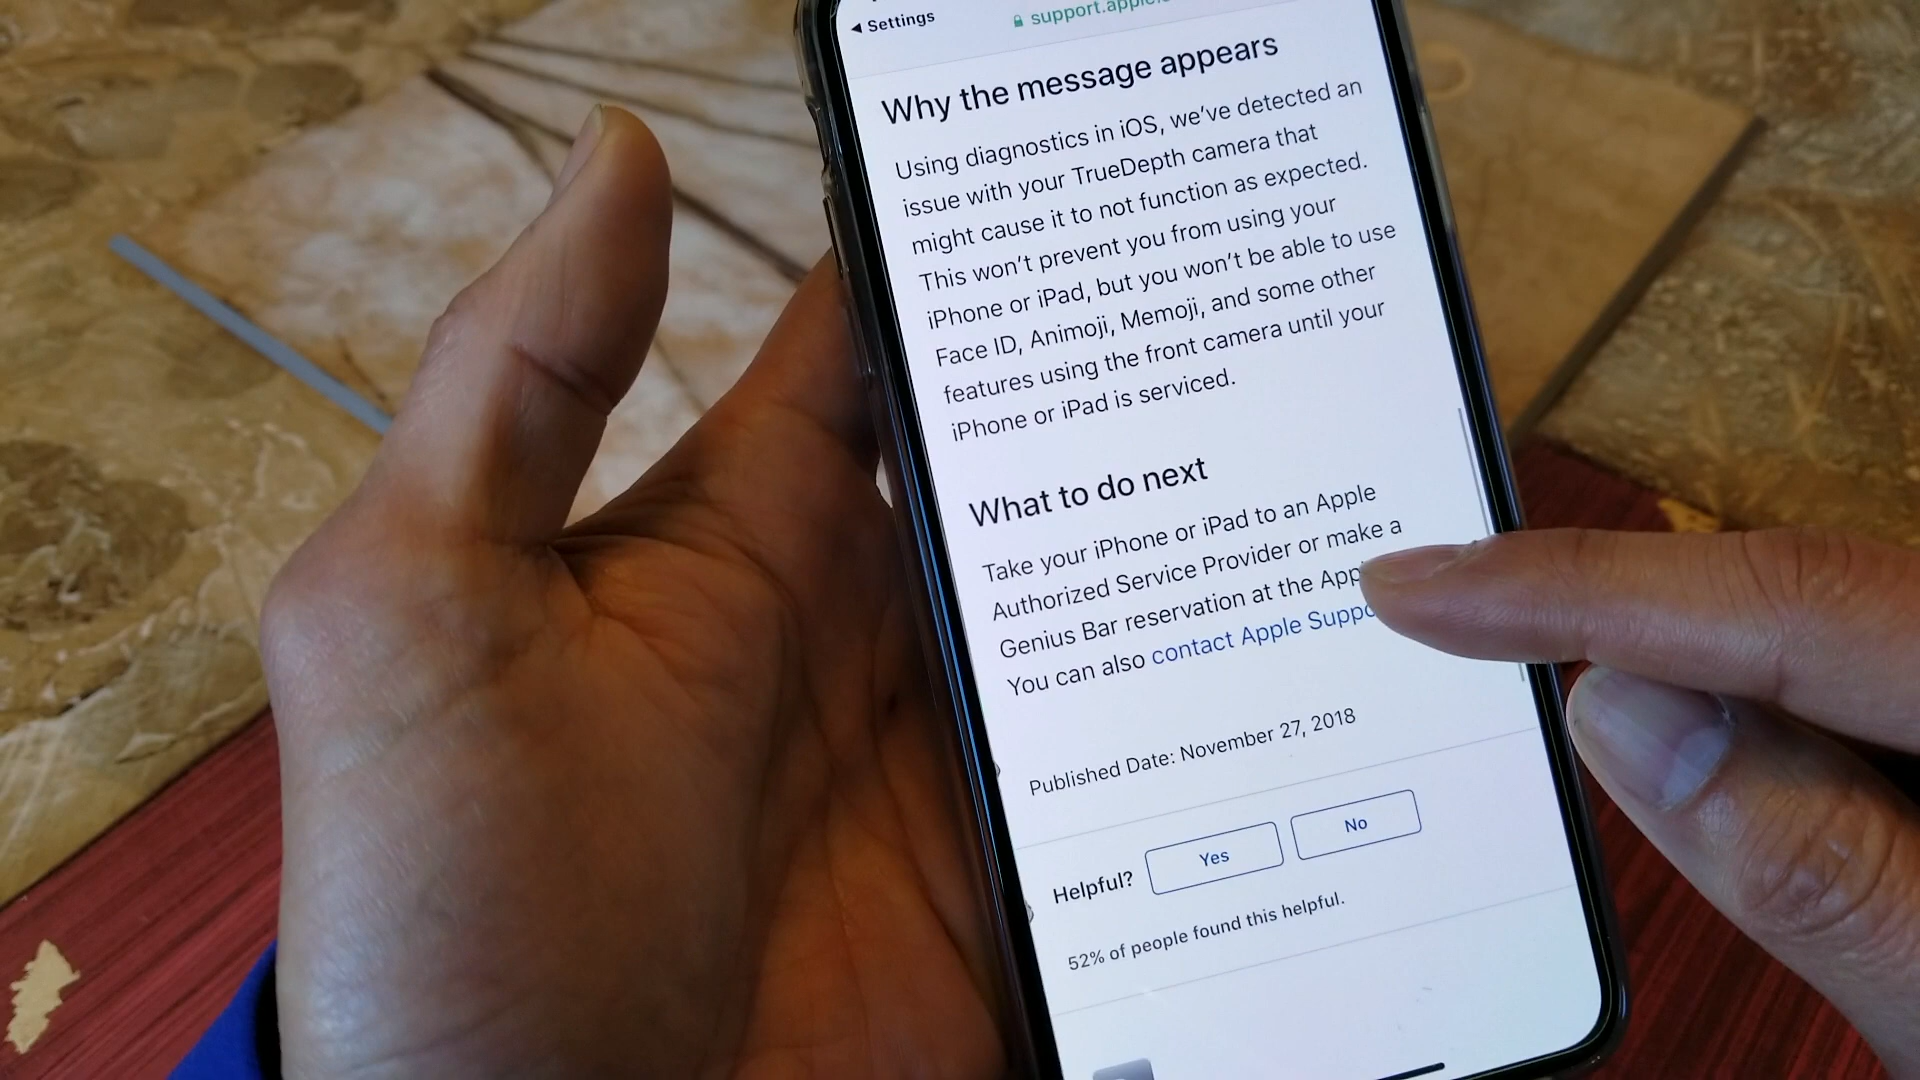 Settings
Why the message appears
Using diagnostics in iOS, we've detected an
issue with your TrueDepth camera that
might cause it to not function as expected.
This won't prevent you from using your
iPhone or iPad, but you won't be able to use
Face ID, Animoji, Memoji, and some other
features using the front camera until your
iPhone or iPad is serviced.
What to do next
Take your iPhone or iPad to an Apple
Authorized Service Provider or make a
Genius Bar reservation at the
You can also contact Apple
Published Date: November 27, 2018
Helpful? Yes No
52% of people found this helpful.